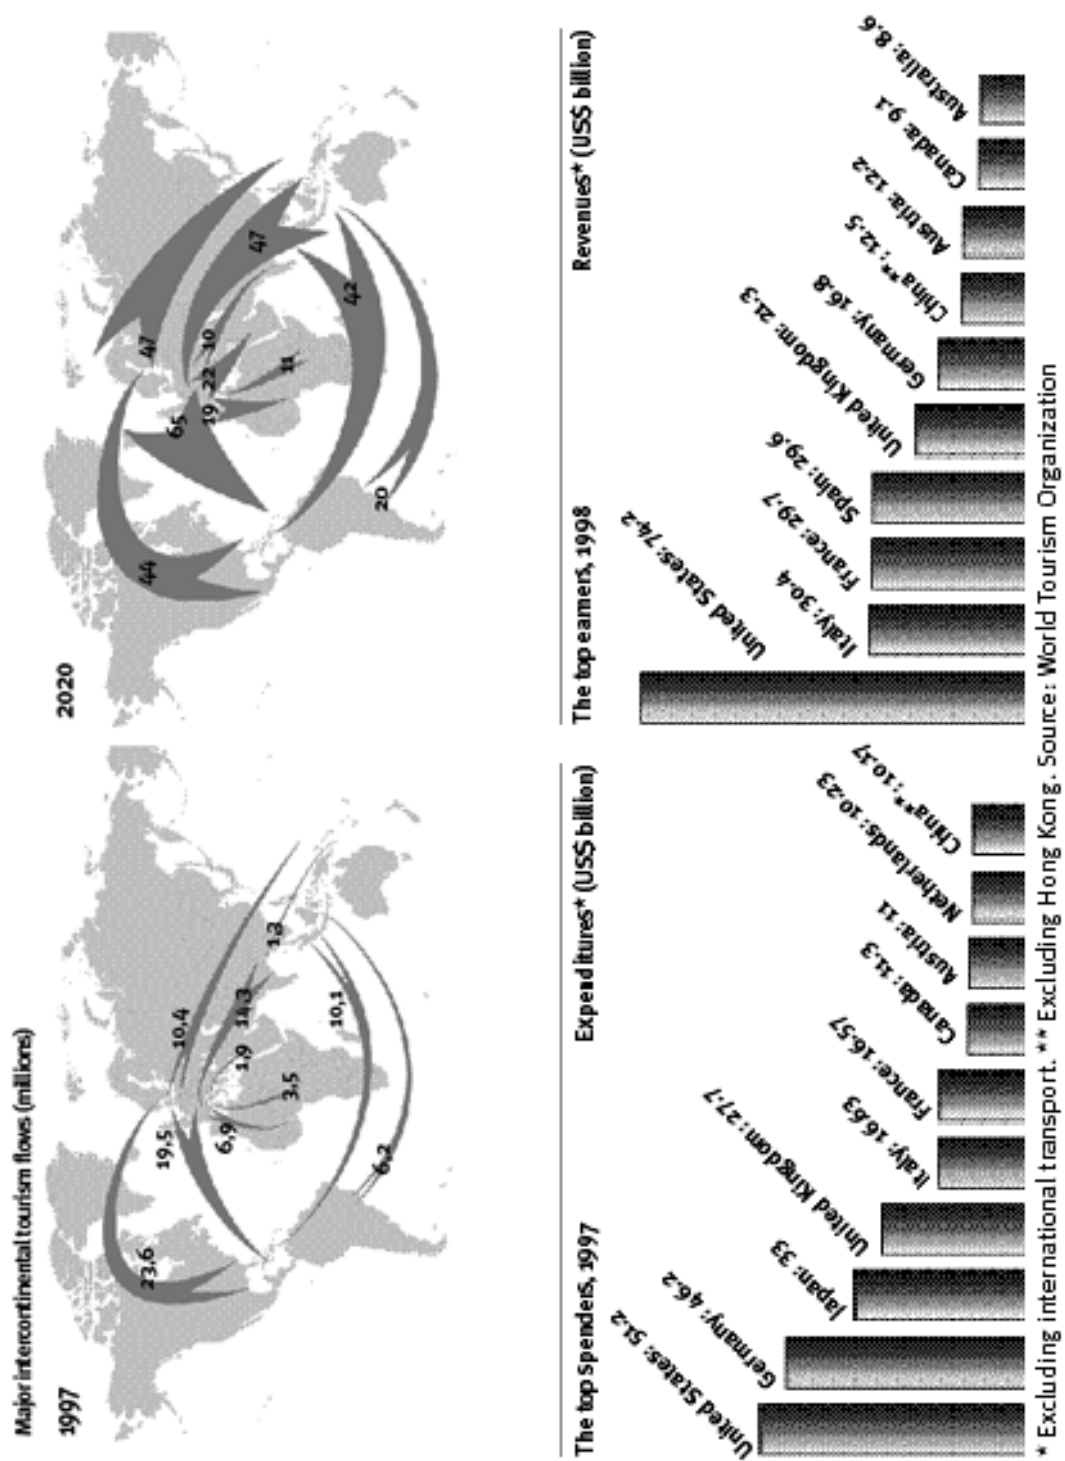 Major intercontinental tourism flows (millions)
1997
23,6
19,5
6,9
10,4
14,3
1,9
3,5
1,3
10,1
6,2
2020
44
65
19
22
10
11
47
47
42
20
The top spenders, 1997
Expenditures* (US$ billion)
United States: 51.2
Germany: 46.2
Japan: 33
United Kingdom: 27.7
Italy: 16.63
France: 16.57
Canada: 11.3
Austria: 11
Netherlands: 10.23
China**: 10.17
The top earners, 1998
Revenues* (US$ billion)
United States: 74.2
Italy: 30.4
France: 29.7
Spain: 29.6
United Kingdom: 21.3
Germany: 16.8
China**: 12.5
Austria: 12.2
Canada: 9.1
Australia: 8.6
* Excluding international transport. ** Excluding Hong Kong. Source: World Tourism Organization